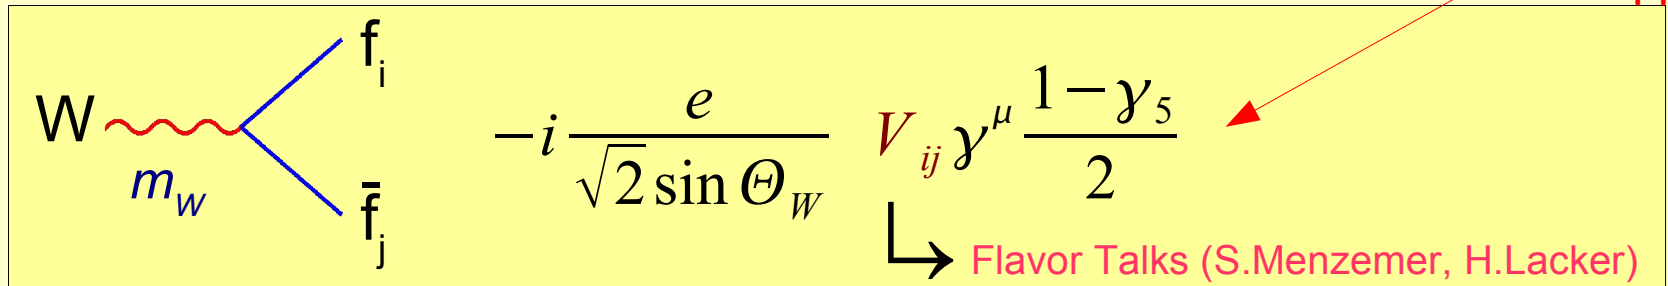 W m_W f_i f̄_j
−i e/(√2 sin Θ_W) V_ij γ^μ (1−γ_5)/2
Flavor Talks (S.Menzemer, H.Lacker)